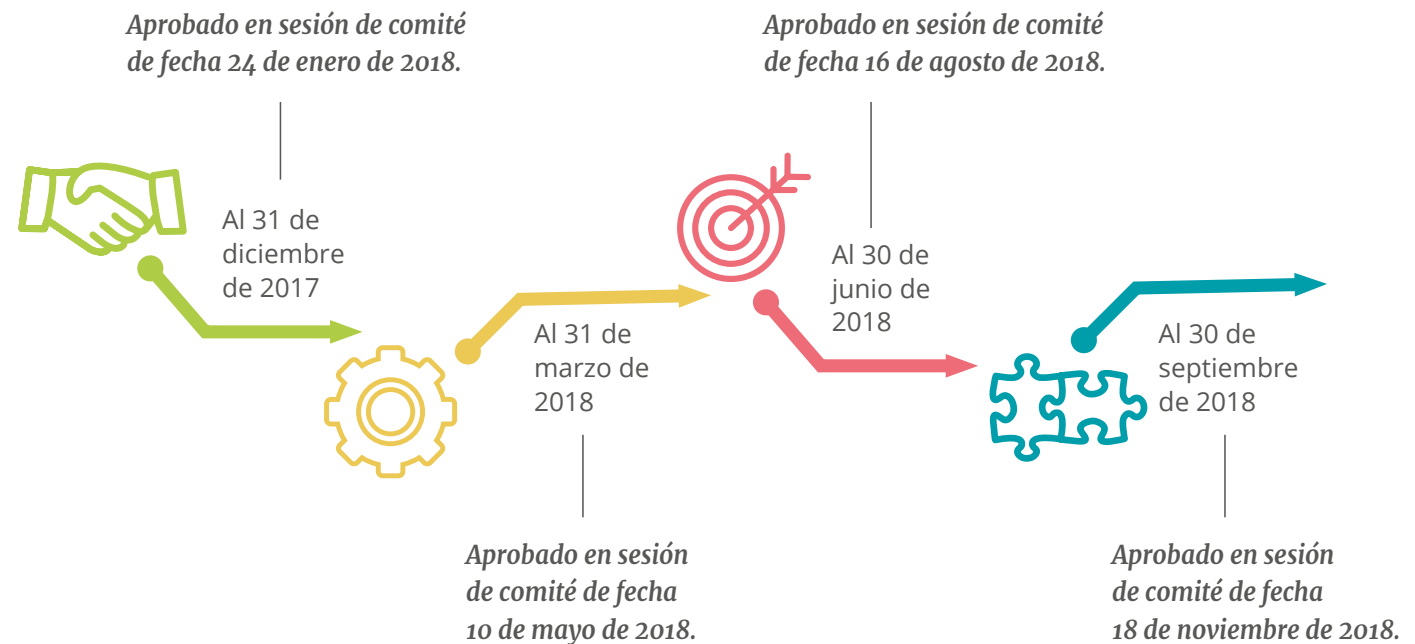 Aprobado en sesión de comité
de fecha 24 de enero de 2018.
Al 31 de
diciembre
de 2017
Al 31 de
marzo de
2018
Aprobado en sesión
de comité de fecha
10 de mayo de 2018.
Aprobado en sesión de comité
de fecha 16 de agosto de 2018.
Al 30 de
junio de
2018
Al 30 de
septiembre
de 2018
Aprobado en sesión
de comité de fecha
18 de noviembre de 2018.